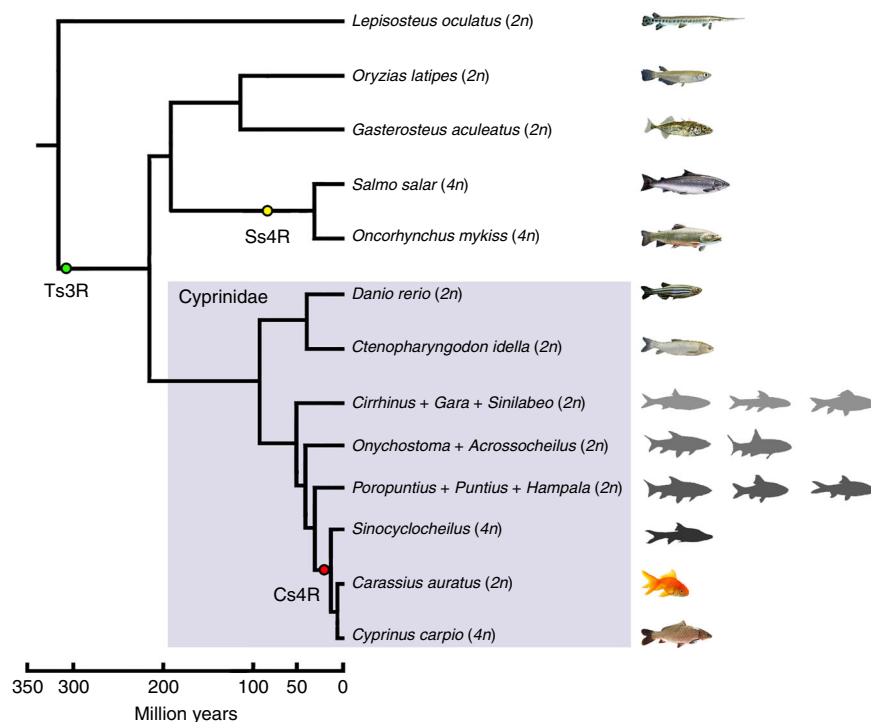 Lepisosteus oculatus (2n)
Oryzias latipes (2n)
Gasterosteus aculeatus (2n)
Salmo salar (4n)
Ss4R
Oncorhynchus mykiss (4n)
Ts3R
Cyprinidae
Danio rerio (2n)
Ctenopharyngodon idella (2n)
Cirrhinus + Gara + Sinilabeo (2n)
Onychostoma + Acrossocheilus (2n)
Poropuntius + Puntius + Hampala (2n)
Sinocyclocheilus (4n)
Cs4R
Carassius auratus (2n)
Cyprinus carpio (4n)
350 300 200 100 50 0
Million years